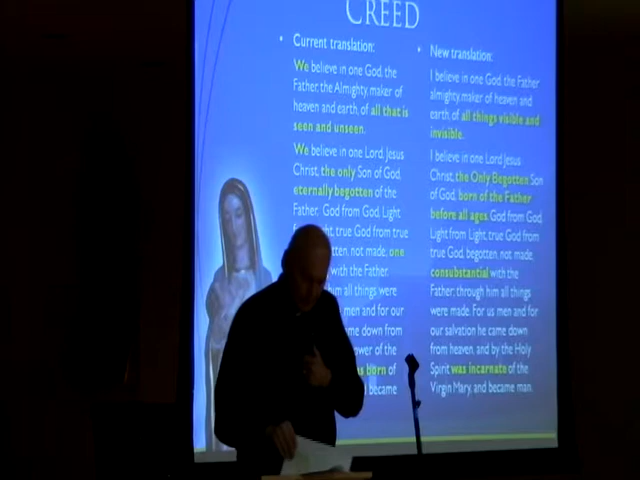 CREED
Current translation:
We believe in one God, the
Father, the Almighty, maker of
heaven and earth, of all that is
seen and unseen.
We believe in one Lord, Jesus
Christ, the only Son of God,
eternally begotten of the
Father. God from God, Light
true God from true
not made, one
with the Father.
him all things were
men and for our
came down from
of the
born of
became
New translation:
I believe in one God, the Father
almighty, maker of heaven and
earth, of all things visible and
invisible.
I believe in one Lord Jesus
Christ, the Only Begotten Son
of God, born of the Father
before all ages. God from God,
Light from Light, true God from
true God, begotten, not made,
consubstantial with the
Father; through him all things
were made. For us men and for
our salvation he came down
from heaven, and by the Holy
Spirit was incarnate of the
Virgin Mary, and became man.